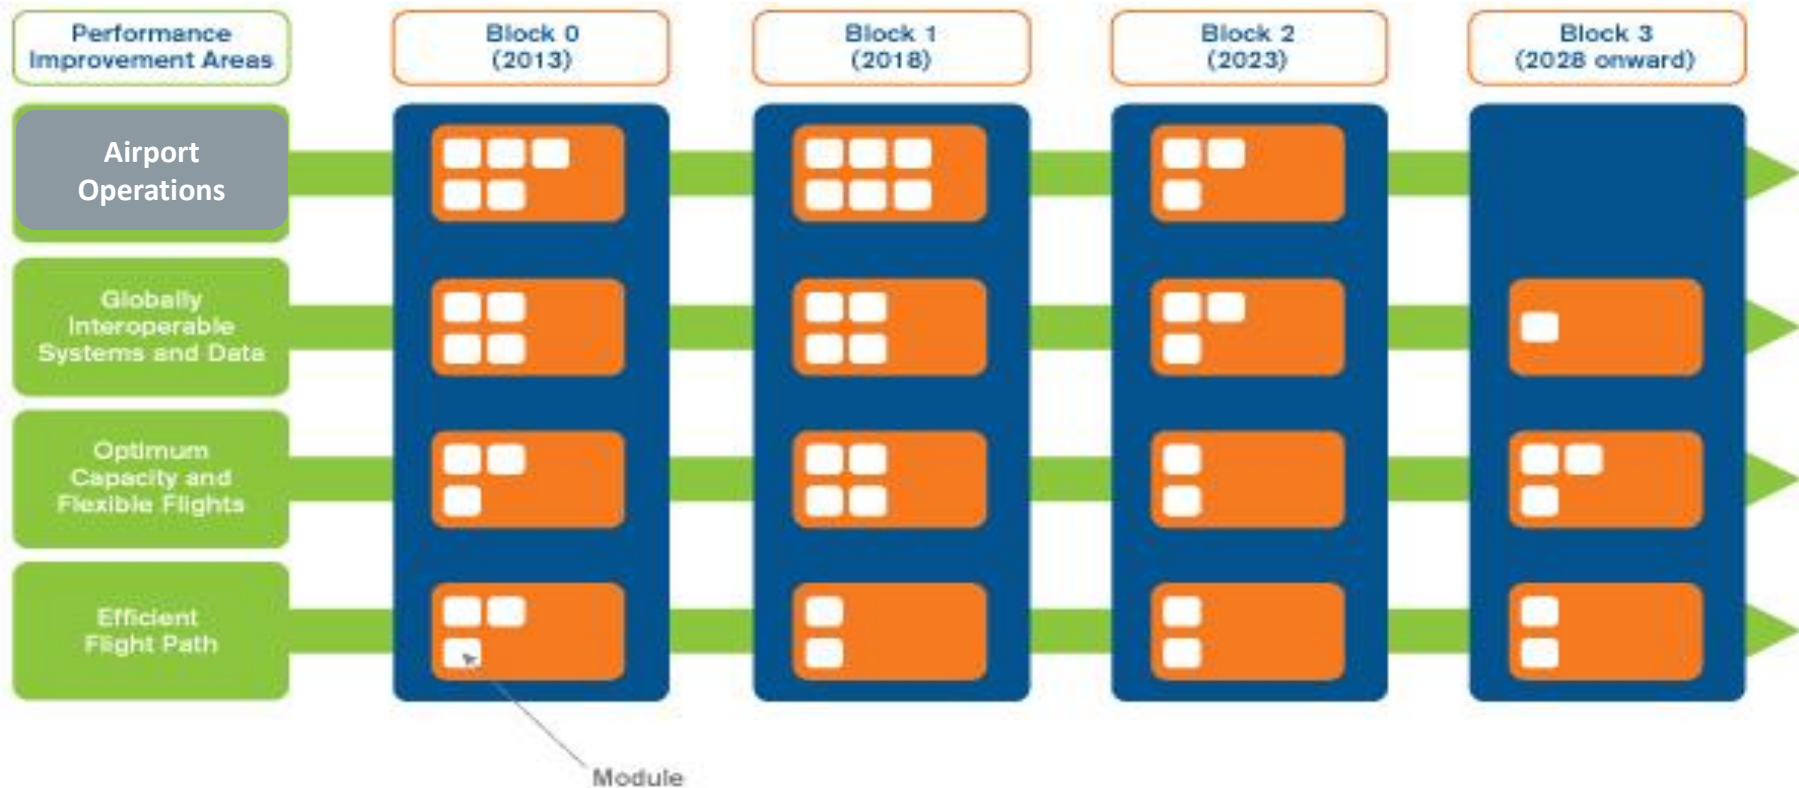 Performance
Improvement Areas
Block 0
(2013)
Block 1
(2018)
Block 2
(2023)
Block 3
(2028 onward)
Airport
Operations
Globally
Interoperable
Systems and Data
Optimum
Capacity and
Flexible Flights
Efficient
Flight Path
Module